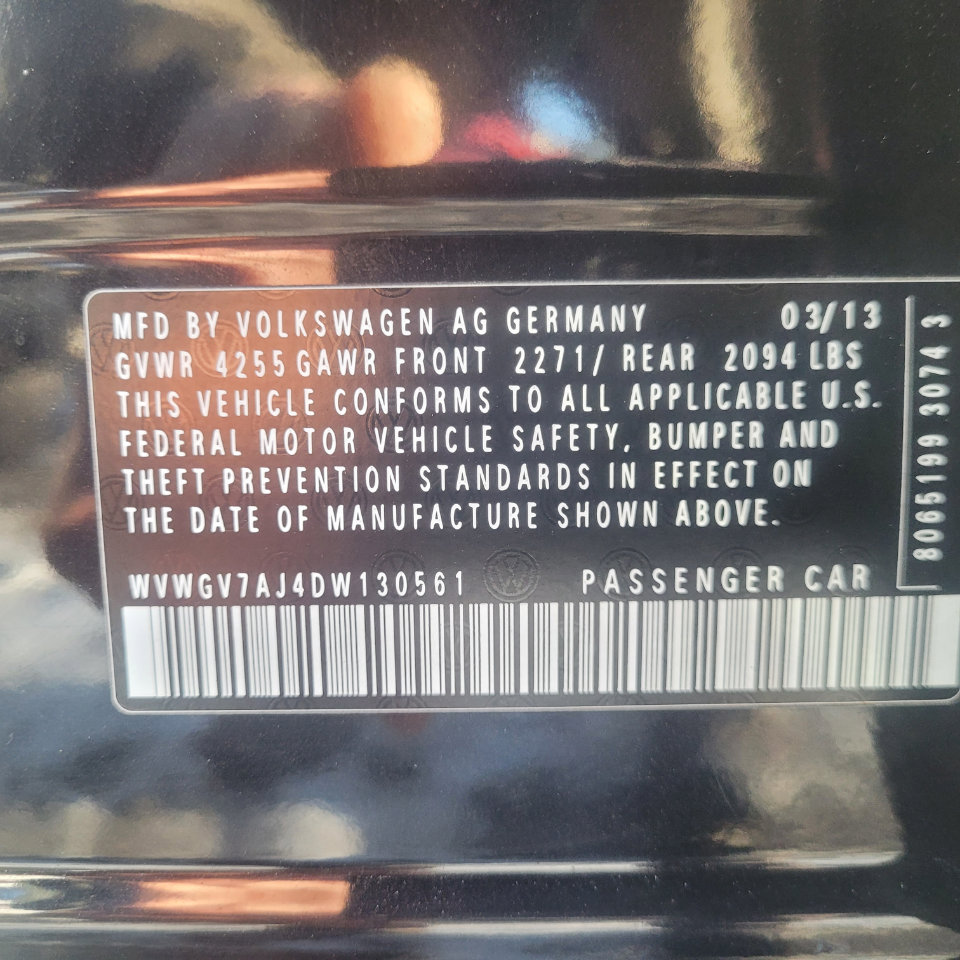 MFD BY VOLKSWAGEN AG GERMANY 03/13
GVWR 4255 GAWR FRONT 2271/ REAR 2094 LBS
THIS VEHICLE CONFORMS TO ALL APPLICABLE U.S.
FEDERAL MOTOR VEHICLE SAFETY, BUMPER AND
THEFT PREVENTION STANDARDS IN EFFECT ON
THE DATE OF MANUFACTURE SHOWN ABOVE.
WVWGV7AJ4DW130561 PASSENGER CAR
8065199 3074 3